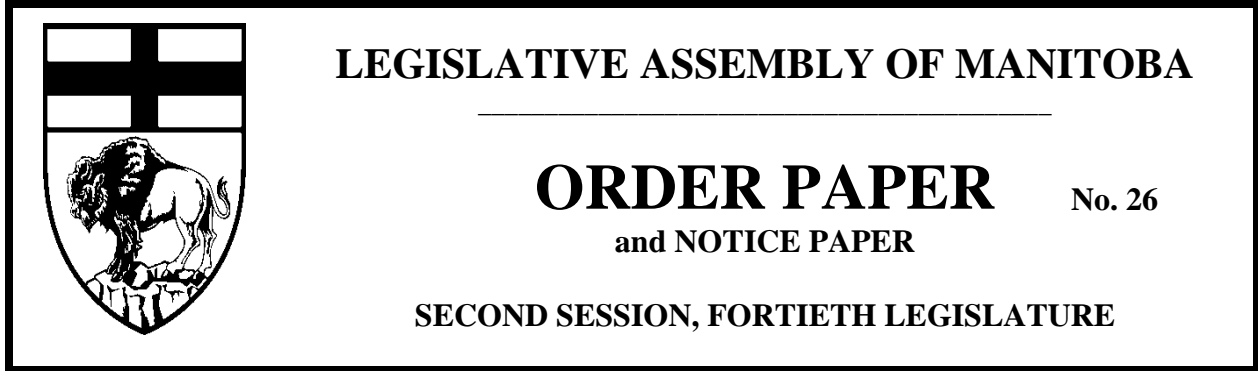 LEGISLATIVE ASSEMBLY OF MANITOBA
ORDER PAPER No. 26
and NOTICE PAPER
SECOND SESSION, FORTIETH LEGISLATURE